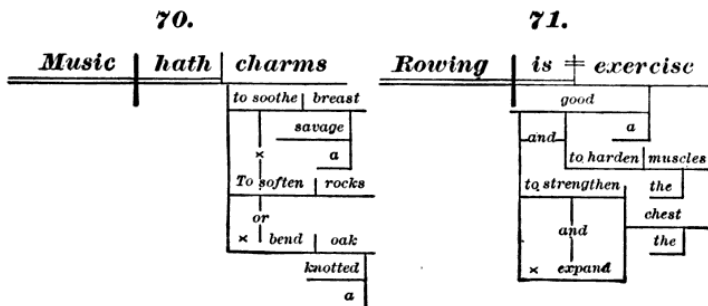 70.
Music hath charms
to soothe breast
savage
a
×
To soften rocks
or
× bend oak
knotted
a
71.
Rowing is = exercise
good
and a
to harden muscles
to strengthen the
chest
and the
× expand